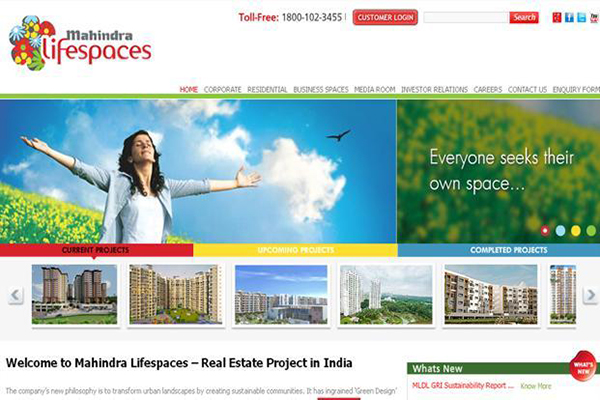 Mahindra
Lifespaces
Toll-Free: 1800-102-3455 |
CUSTOMER LOGIN
Search
HOME CORPORATE RESIDENTIAL BUSINESS SPACES MEDIA ROOM INVESTOR RELATIONS CAREERS CONTACT US ENQUIRY FORM
Everyone seeks their
own space...
CURRENT PROJECTS UPCOMING PROJECTS COMPLETED PROJECTS
Welcome to Mahindra Lifespaces – Real Estate Project in India
The company's new philosophy is to transform urban landscapes by creating sustainable communities. It has ingrained 'Green Design'
Whats New
WHAT'S
NEW
MLDL GRI Sustainability Report ... Know More